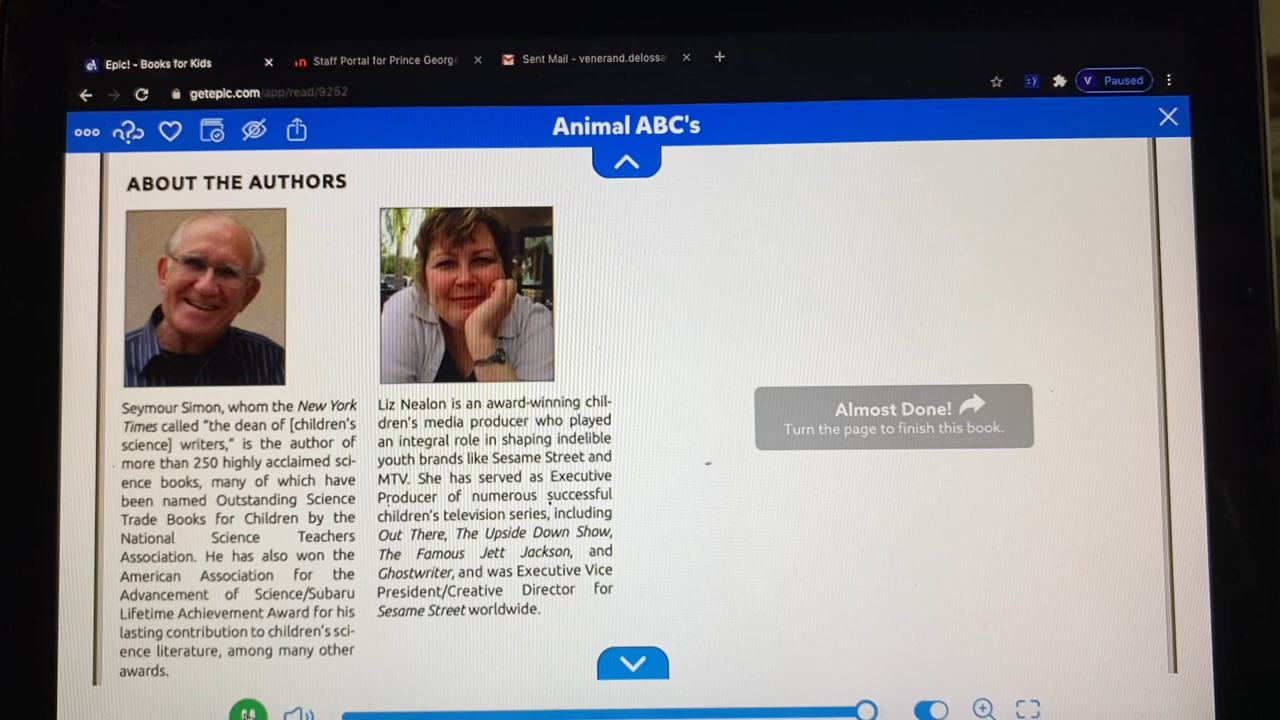 Epic! - Books for Kids
Staff Portal for Prince Georg
Sent Mail - venerand.delossa
getepic.com/app/read/9252
V Paused
Animal ABC's
ABOUT THE AUTHORS
Seymour Simon, whom the New York
Times called "the dean of [children's
science] writers," is the author of
more than 250 highly acclaimed sci-
ence books, many of which have
been named Outstanding Science
Trade Books for Children by the
National Science Teachers
Association. He has also won the
American Association for the
Advancement of Science/Subaru
Lifetime Achievement Award for his
lasting contribution to children's sci-
ence literature, among many other
awards.
Liz Nealon is an award-winning chil-
dren's media producer who played
an integral role in shaping indelible
youth brands like Sesame Street and
MTV. She has served as Executive
Producer of numerous successful
children's television series, including
Out There, The Upside Down Show,
The Famous Jett Jackson, and
Ghostwriter, and was Executive Vice
President/Creative Director for
Sesame Street worldwide.
Almost Done!
Turn the page to finish this book.